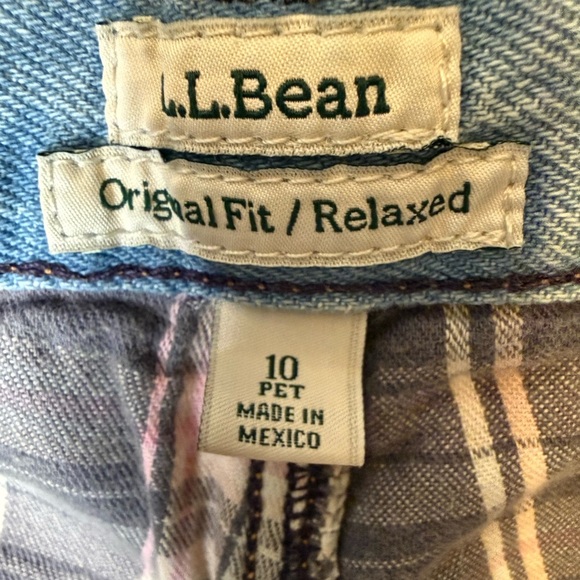 L.L.Bean
Original Fit / Relaxed
10
PET
MADE IN
MEXICO